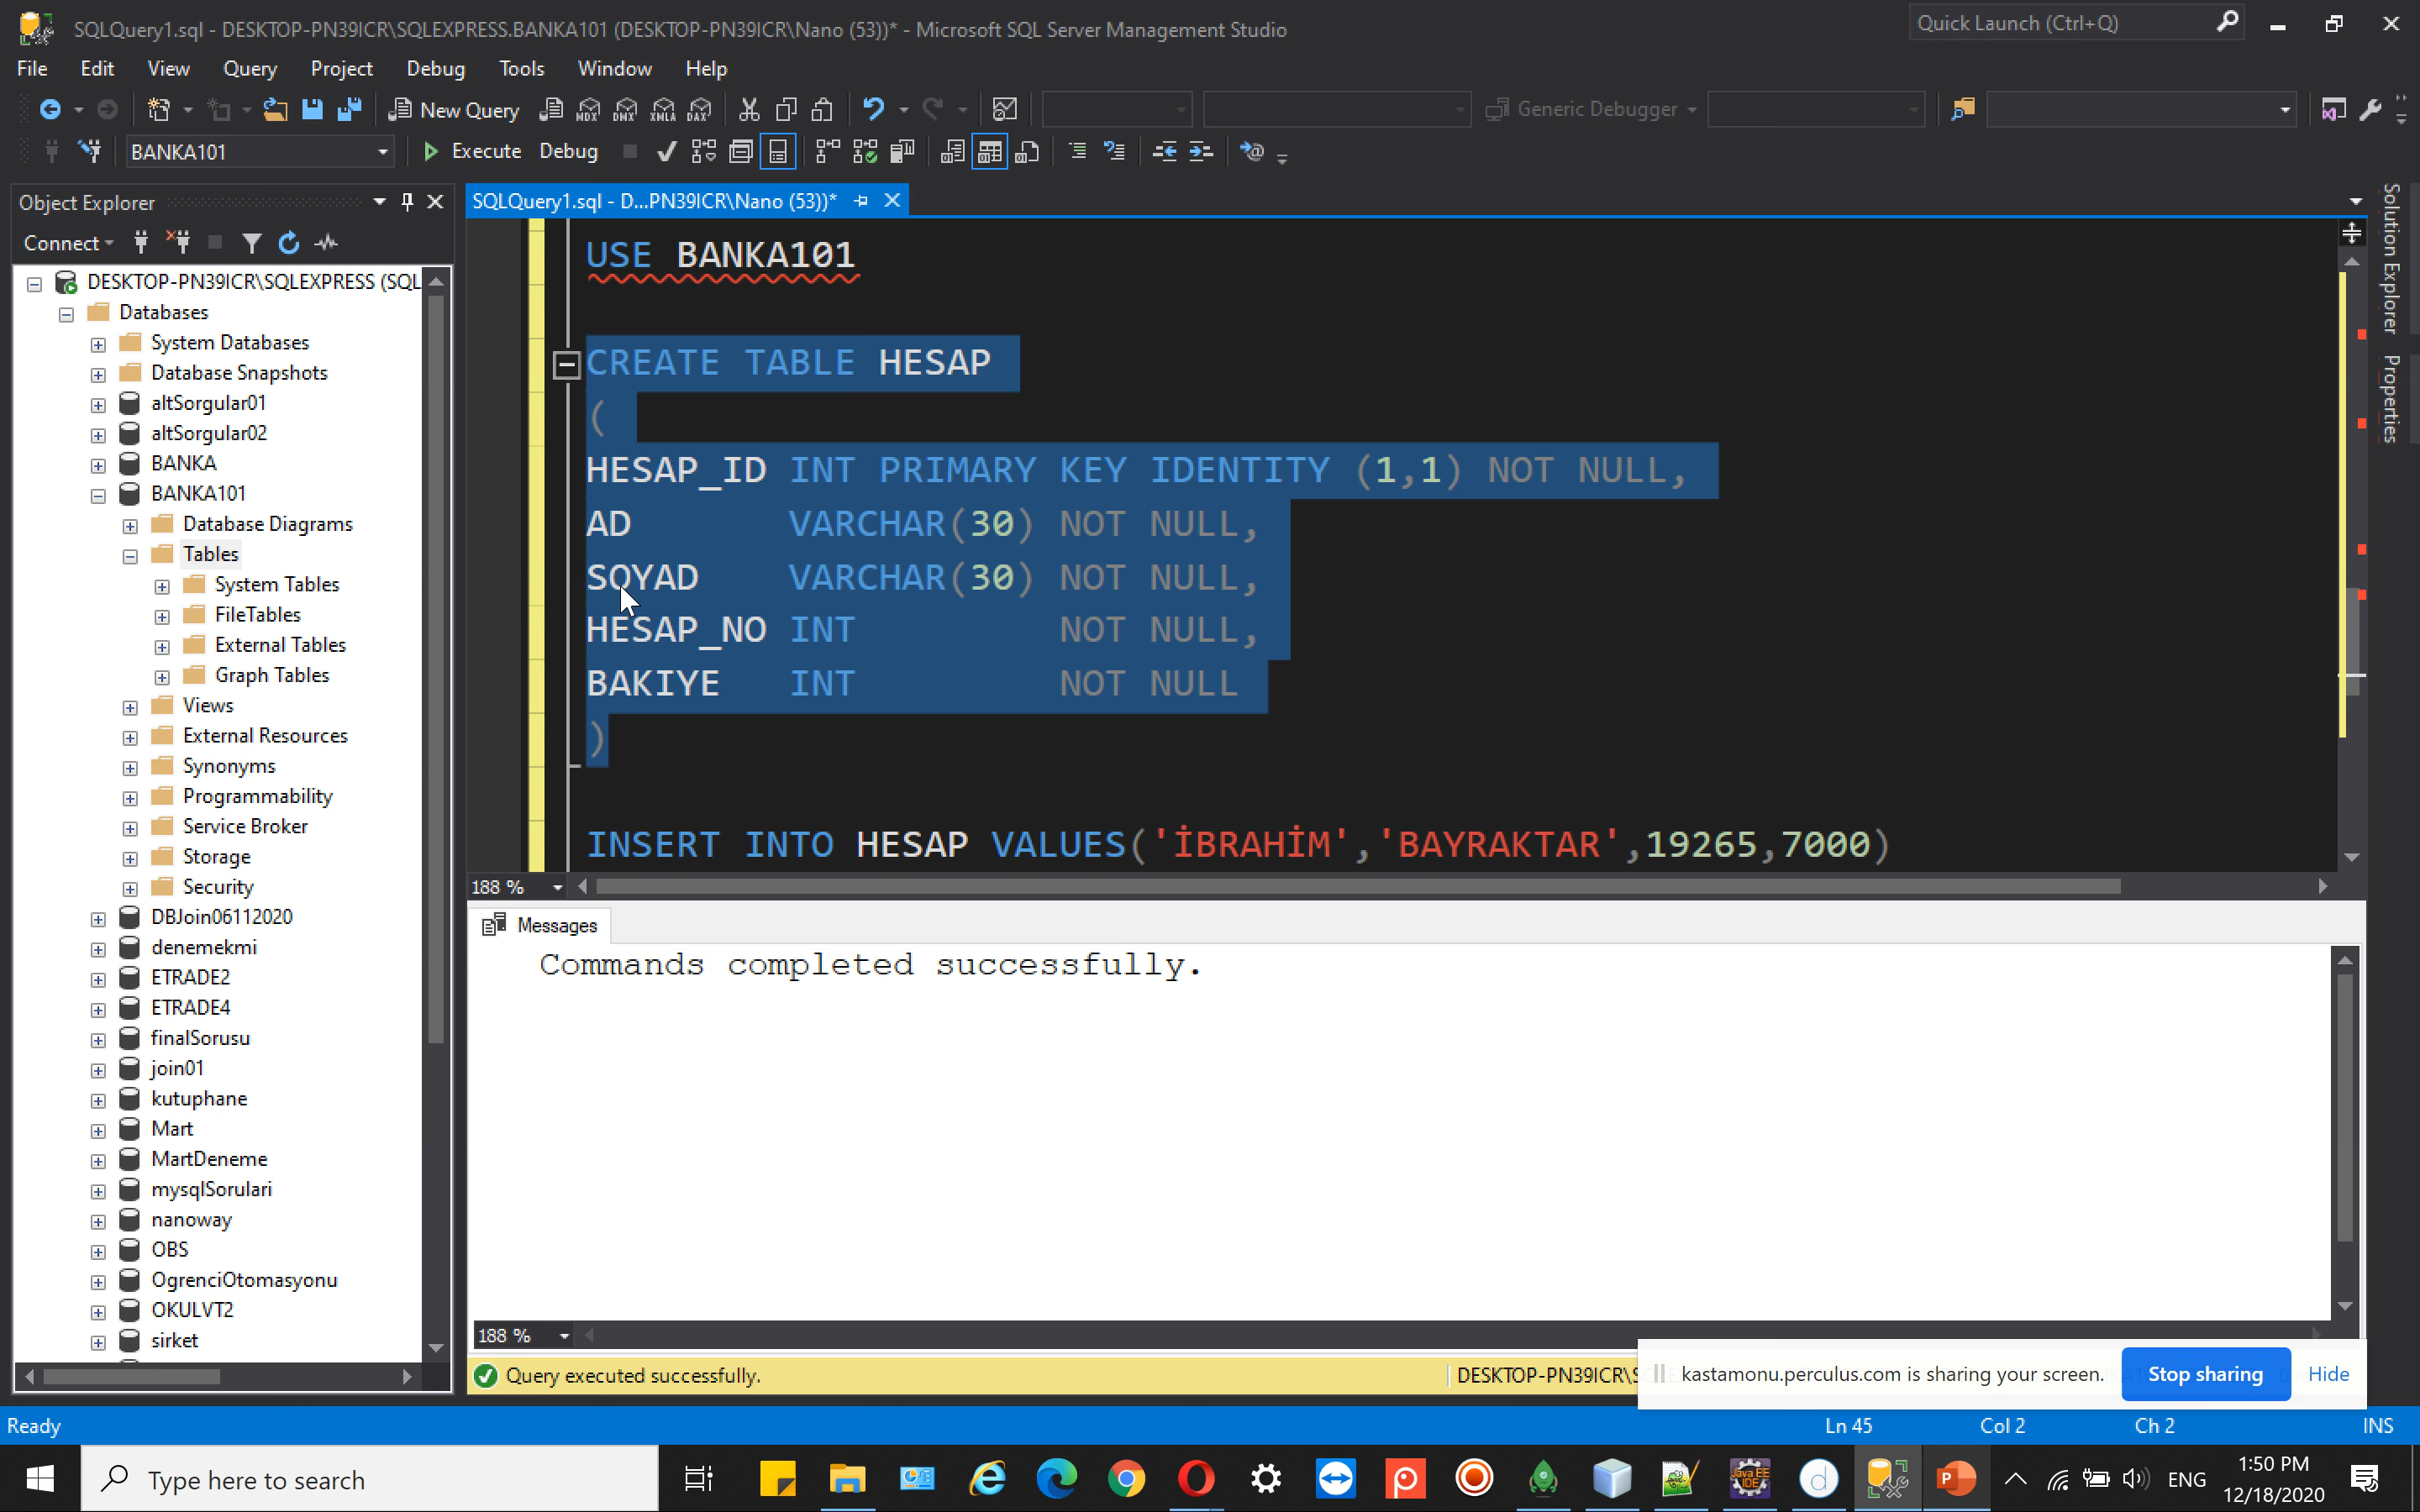 SQLQuery1.sql - DESKTOP-PN39ICR\SQLEXPRESS.BANKA101 (DESKTOP-PN39ICR\Nano (53))* - Microsoft SQL Server Management Studio
Quick Launch (Ctrl+Q)
File Edit View Query Project Debug Tools Window Help
New Query
MDX DMX XMLA DAX
Generic Debugger
BANKA101
Execute
Debug
Object Explorer
SQLQuery1.sql - D...PN39ICR\Nano (53))*
Connect
DESKTOP-PN39ICR\SQLEXPRESS (SQL
Databases
System Databases
Database Snapshots
altSorgular01
altSorgular02
BANKA
BANKA101
Database Diagrams
Tables
System Tables
FileTables
External Tables
Graph Tables
Views
External Resources
Synonyms
Programmability
Service Broker
Storage
Security
DBJoin06112020
denemekmi
ETRADE2
ETRADE4
finalSorusu
join01
kutuphane
Mart
MartDeneme
mysqlSorulari
nanoway
OBS
OgrenciOtomasyonu
OKULVT2
sirket
USE BANKA101
CREATE TABLE HESAP
(
HESAP_ID INT PRIMARY KEY IDENTITY (1,1) NOT NULL,
AD VARCHAR(30) NOT NULL,
SOYAD VARCHAR(30) NOT NULL,
HESAP_NO INT NOT NULL,
BAKIYE INT NOT NULL
)
INSERT INTO HESAP VALUES('İBRAHİM','BAYRAKTAR',19265,7000)
188 %
Messages
Commands completed successfully.
188 %
Query executed successfully.
DESKTOP-PN39ICR\S
kastamonu.perculus.com is sharing your screen.
Stop sharing
Hide
Solution Explorer
Properties
Ready
Ln 45
Col 2
Ch 2
INS
Type here to search
Java EE
IDE
ENG
1:50 PM
12/18/2020